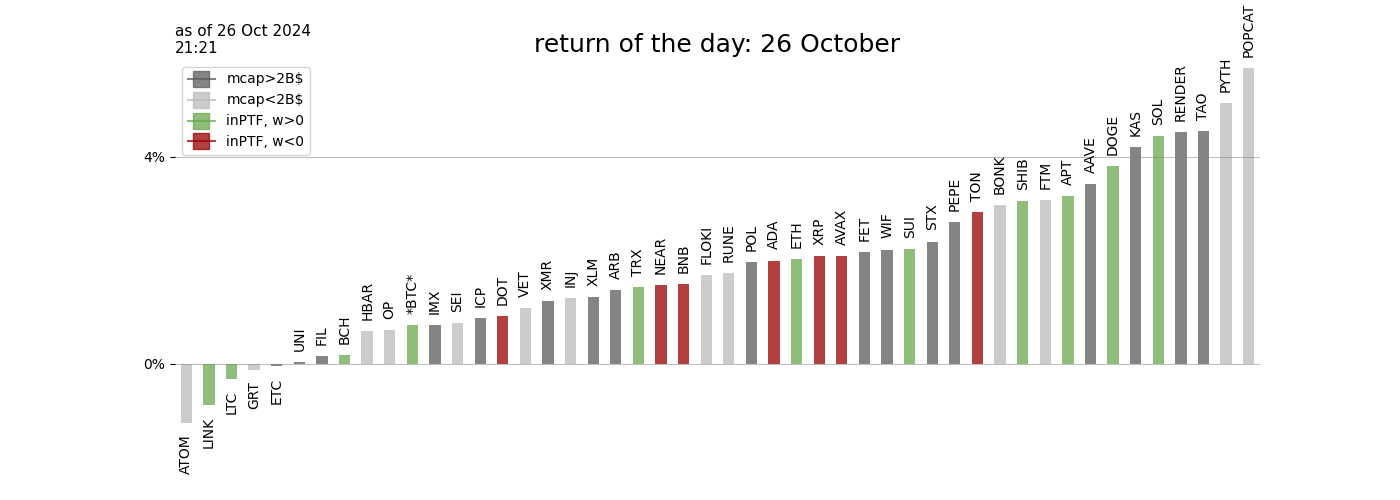 as of 26 Oct 2024
21:21
return of the day: 26 October
mcap>2B$
mcap<2B$
inPTF, w>0
inPTF, w<0
4%
0%
ATOM
LINK
LTC
GRT
ETC
UNI
FIL
BCH
HBAR
OP
*BTC*
IMX
SEI
ICP
DOT
VET
XMR
INJ
XLM
ARB
TRX
NEAR
BNB
FLOKI
RUNE
POL
ADA
ETH
XRP
AVAX
FET
WIF
SUI
STX
PEPE
TON
BONK
SHIB
FTM
APT
AAVE
DOGE
KAS
SOL
RENDER
TAO
PYTH
POPCAT